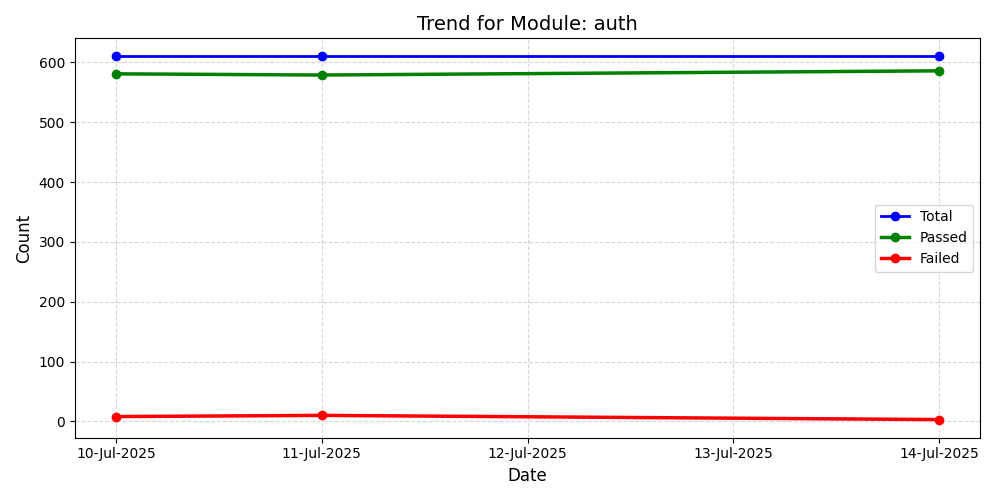 Trend for Module: auth
Count
600
500
400
300
200
100
0
Total
Passed
Failed
10-Jul-2025 11-Jul-2025 12-Jul-2025 13-Jul-2025 14-Jul-2025
Date